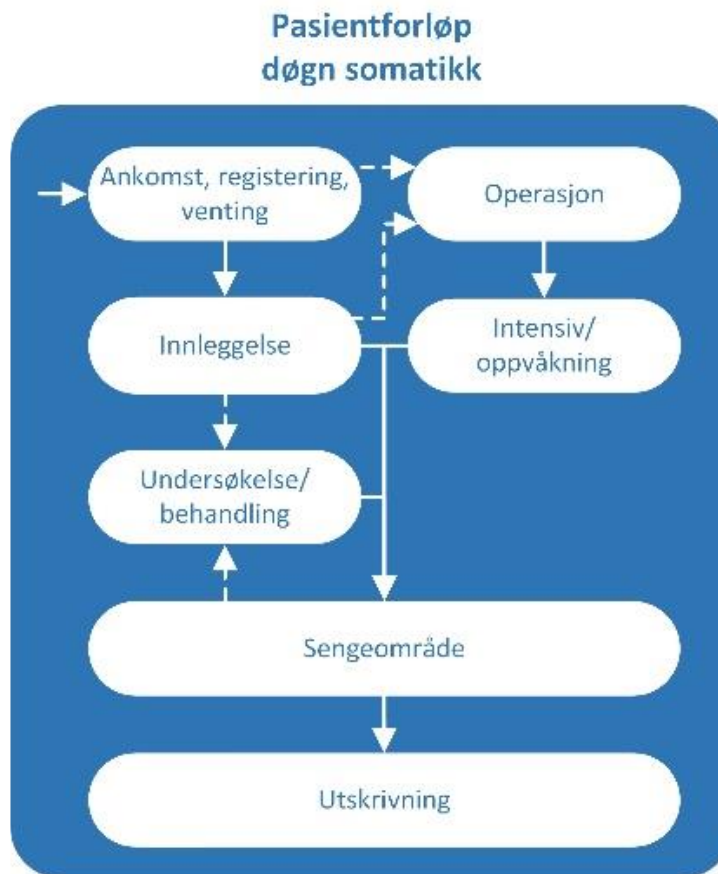 Pasientforløp
døgn somatikk
Ankomst, registering,
venting
Operasjon
Innleggelse
Intensiv/
oppvåkning
Undersøkelse/
behandling
Sengeområde
Utskrivning